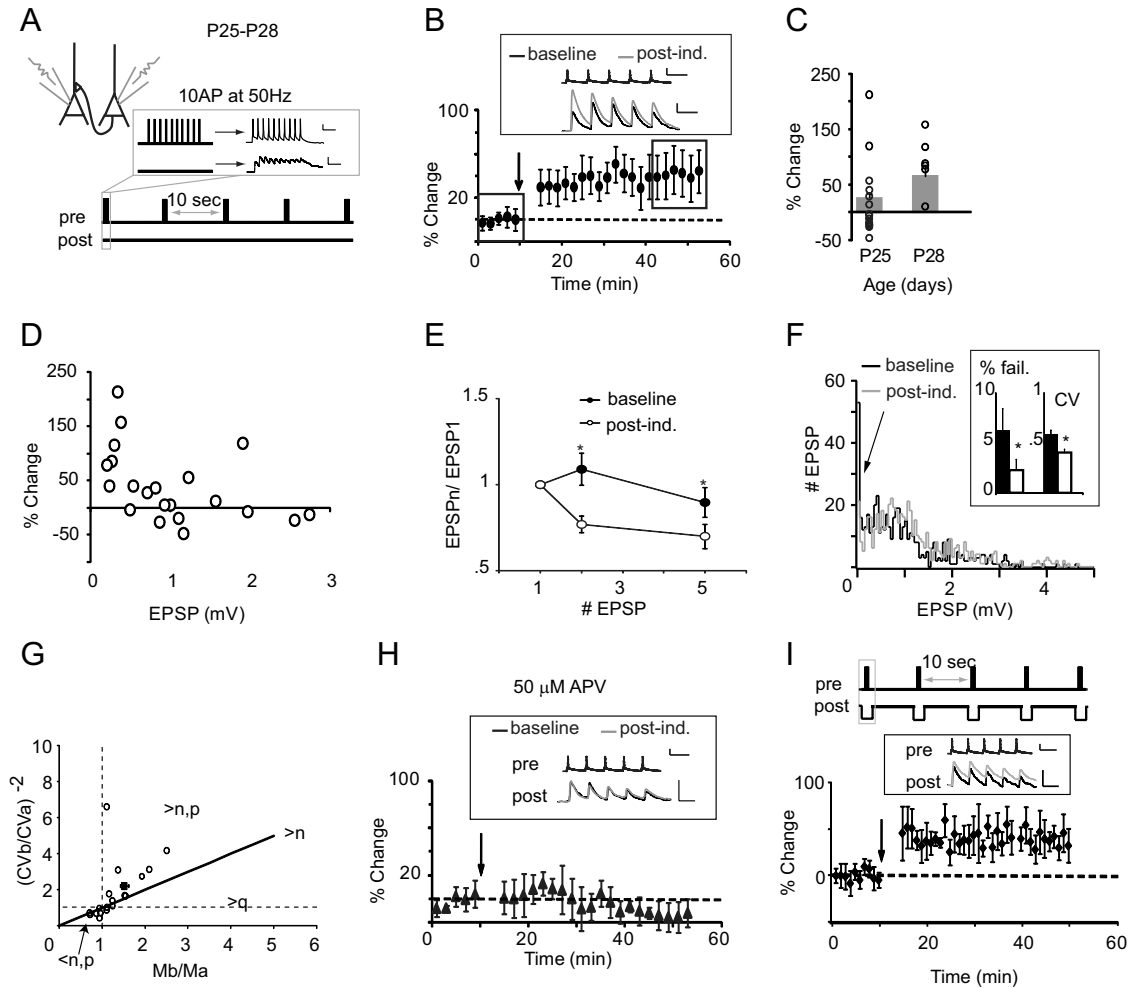 A
P25-P28
10AP at 50Hz
10 sec
pre
post
B
baseline post-ind.
100
20
% Change
0 20 40 60
Time (min)
C
250
150
50
-50
% Change
P25 P28
Age (days)
D
250
150
50
-50
% Change
0 1 2 3
EPSP (mV)
E
1.5
1
.5
EPSPn/ EPSP1
baseline
post-ind.
*
*
1 3 5
# EPSP
F
baseline
post-ind.
60
40
20
# EPSP
0 2 4
EPSP (mV)
% fail.
10
5
0
*
1
.5
CV
*
G
10
8
6
4
2
(CVb/CVa) -2
>n,p
>n
>q
<n,p
0 1 2 3 4 5 6
Mb/Ma
H
50 μM APV
baseline post-ind.
pre
post
100
20
% Change
0 20 40 60
Time (min)
I
10 sec
pre
post
pre
post
100
0
% Change
20 40 60
Time (min)